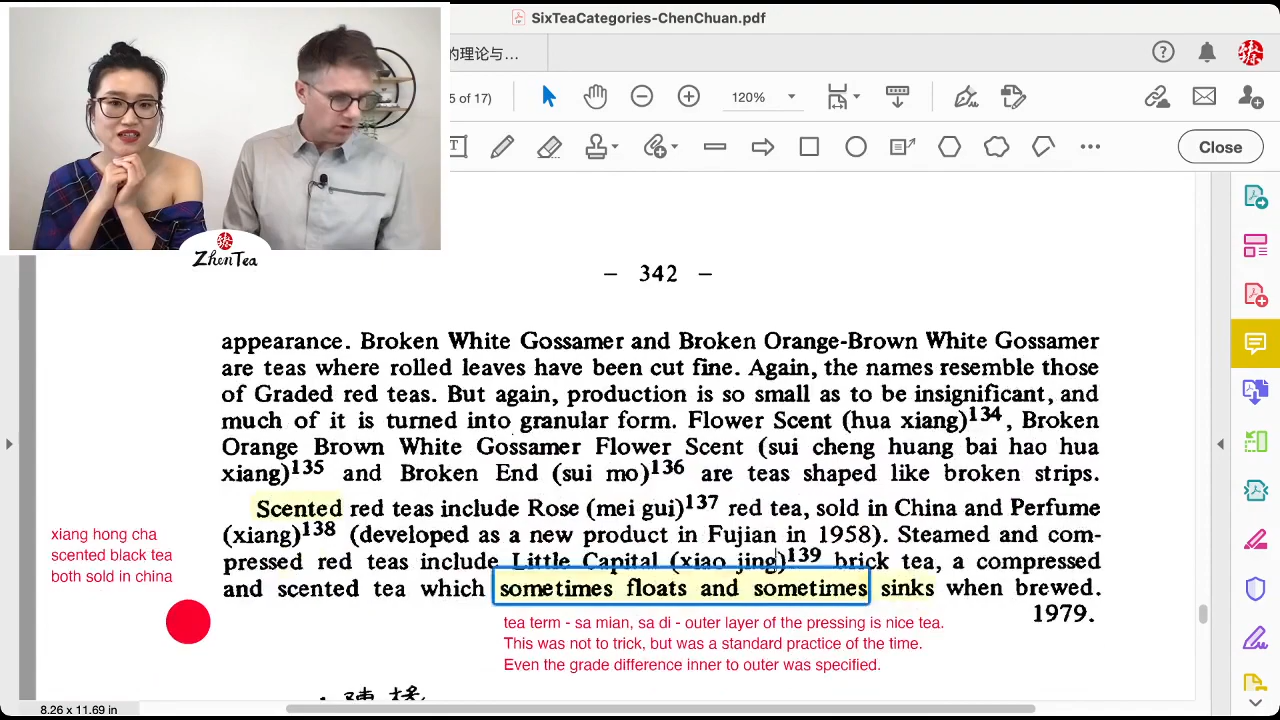 SixTeaCategories-ChenChuan.pdf
的理论与...
5 of 17)
120%
Close
臻
ZhenTea
— 342 —
appearance. Broken White Gossamer and Broken Orange-Brown White Gossamer
are teas where rolled leaves have been cut fine. Again, the names resemble those
of Graded red teas. But again, production is so small as to be insignificant, and
much of it is turned into granular form. Flower Scent (hua xiang)134, Broken
Orange Brown White Gossamer Flower Scent (sui cheng huang bai hao hua
xiang)135 and Broken End (sui mo)136 are teas shaped like broken strips.
Scented red teas include Rose (mei gui)137 red tea, sold in China and Perfume
(xiang)138 (developed as a new product in Fujian in 1958). Steamed and com-
pressed red teas include Little Capital (xiao jing)139 brick tea, a compressed
and scented tea which sometimes floats and sometimes sinks when brewed.
1979.
xiang hong cha
scented black tea
both sold in china
tea term - sa mian, sa di - outer layer of the pressing is nice tea.
This was not to trick, but was a standard practice of the time.
Even the grade difference inner to outer was specified.
8.26 x 11.69 in